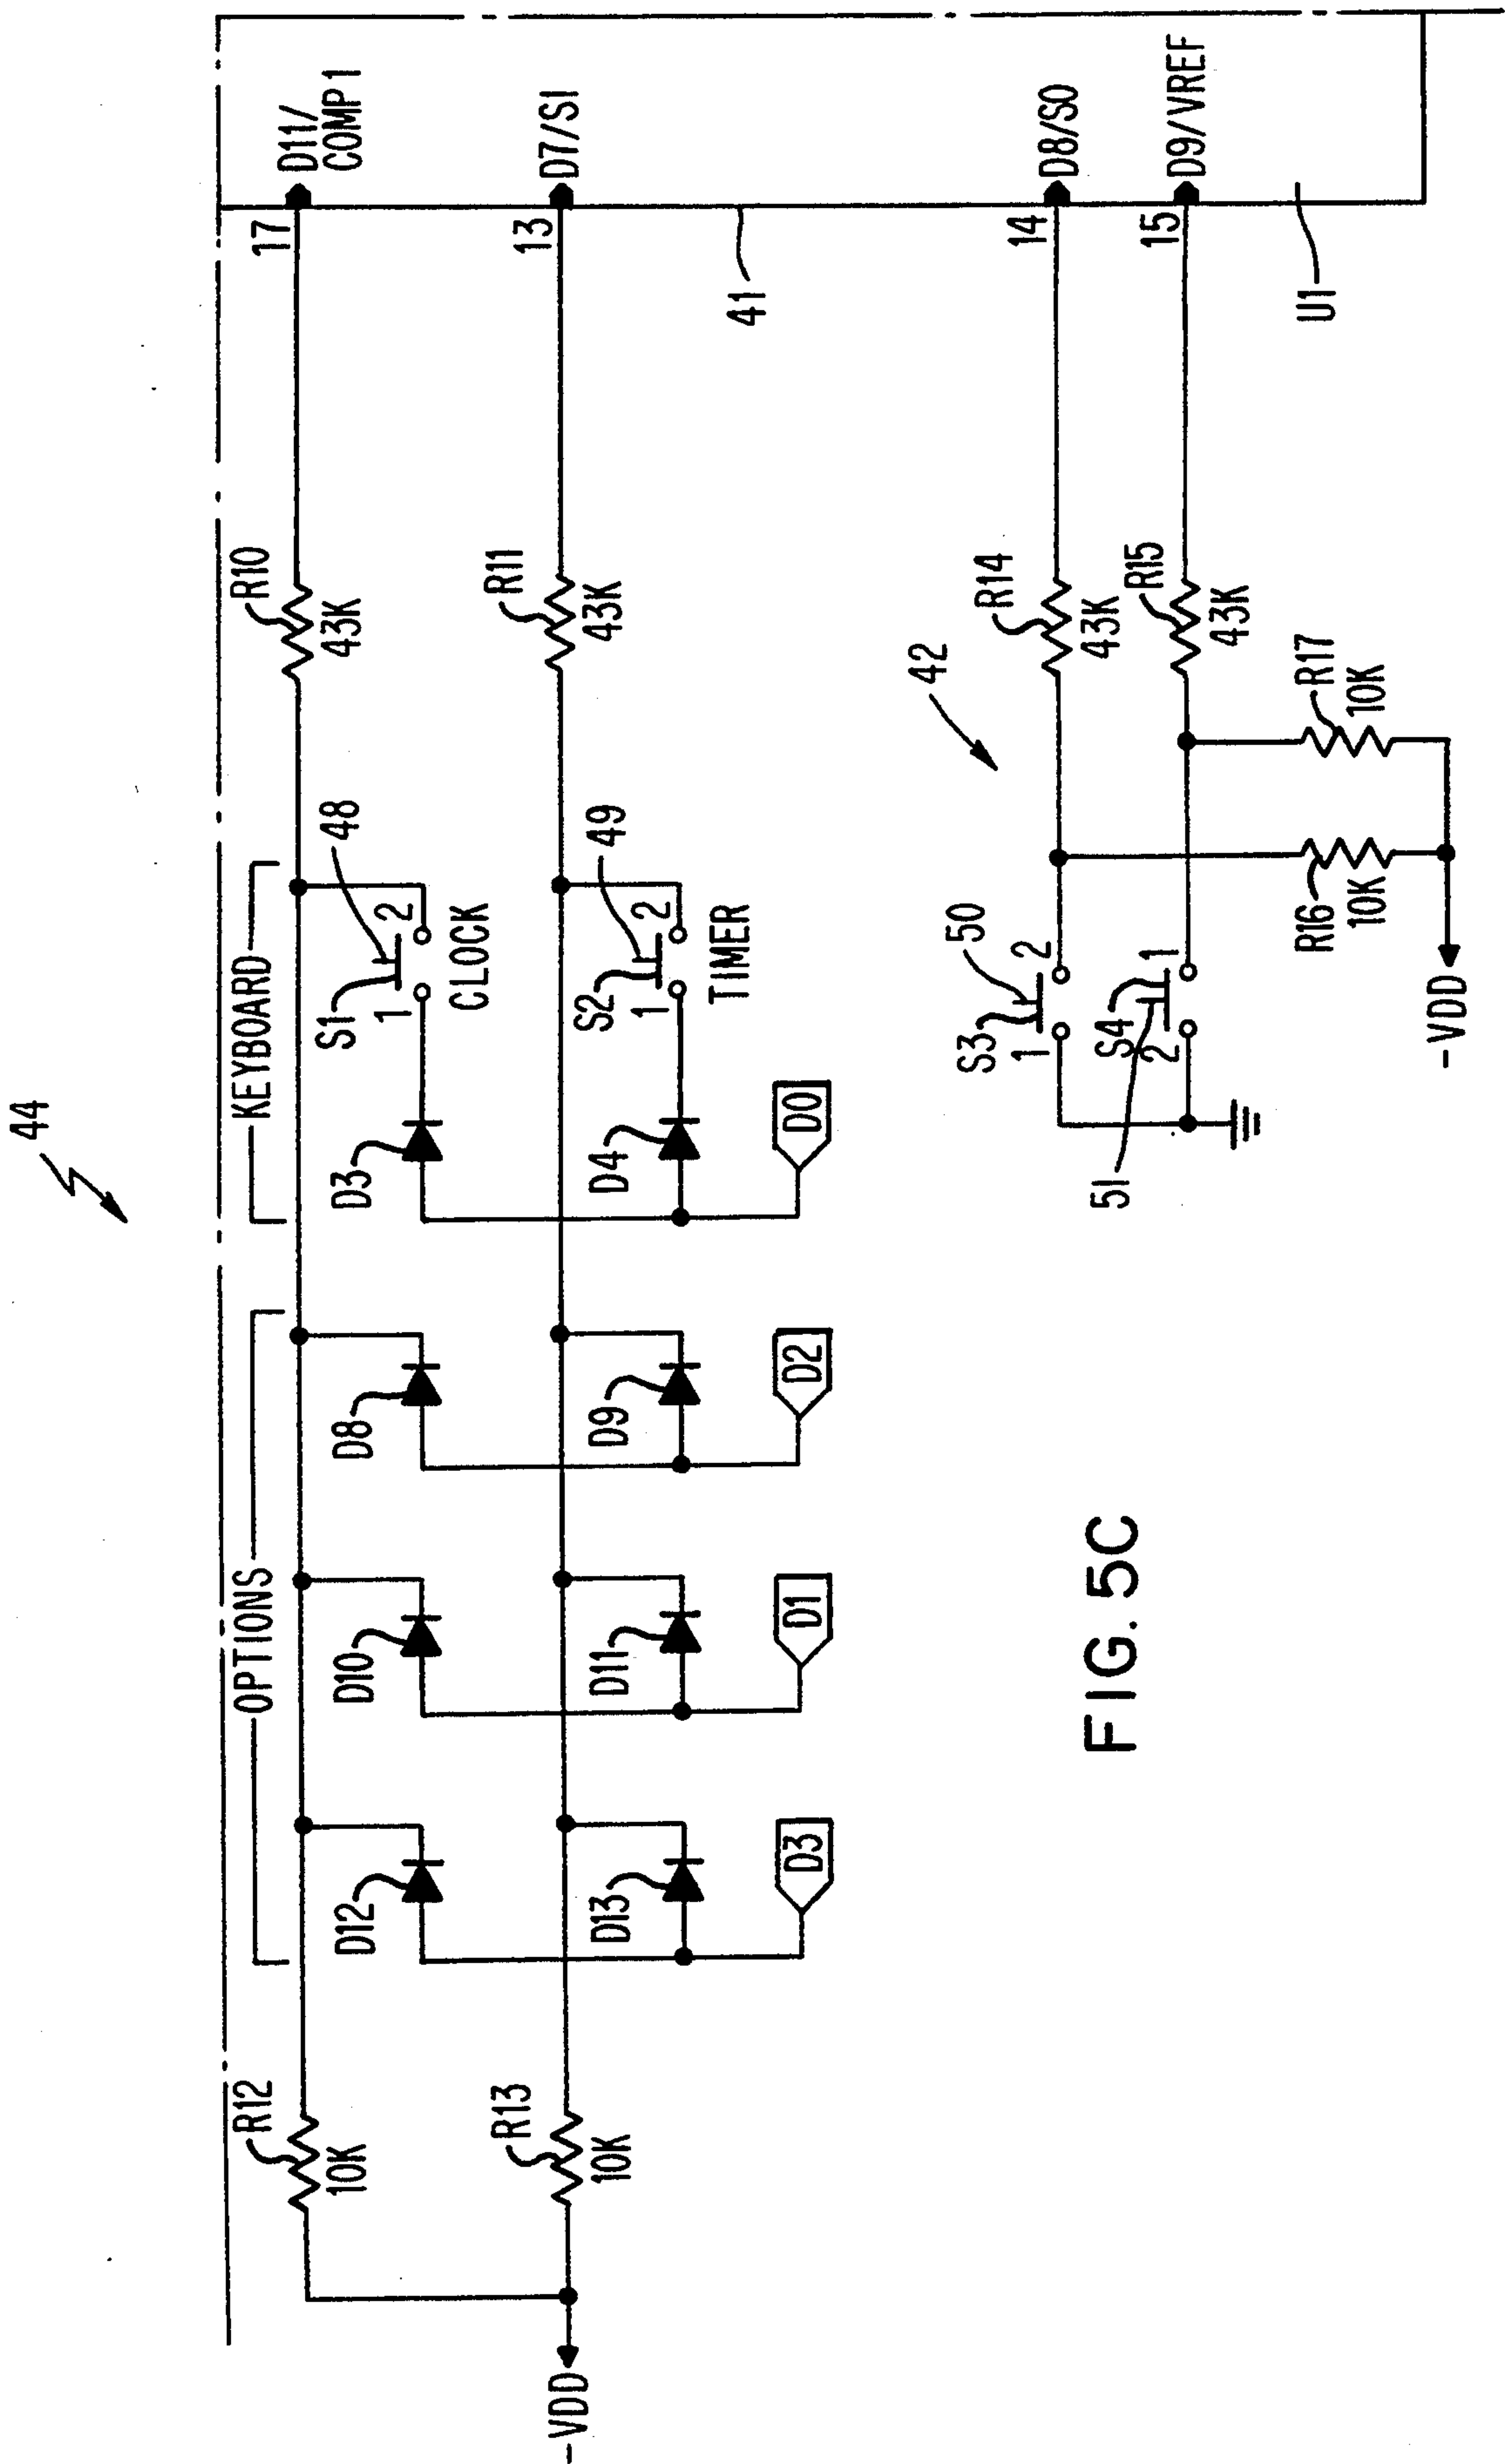 44
OPTIONS
KEYBOARD
R12
10K
D12
D10
D8
D3
S1
1
2
48
CLOCK
R10
43K
17
D11/
COMP 1
R13
10K
D13
D11
D9
D4
S2
1
2
49
TIMER
R11
43K
13
D7/SI
-VDD
D3
D1
D2
D0
41
42
S3
1
2
50
R14
43K
14
D8/SO
S4
2
1
51
R15
43K
15
D9/VREF
R16
10K
R17
10K
-VDD
U1
FIG. 5C